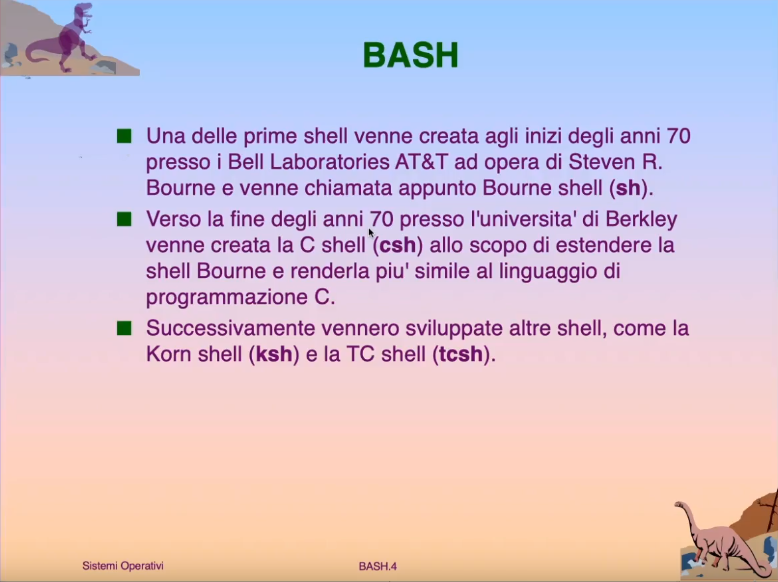 BASH
Una delle prime shell venne creata agli inizi degli anni 70
presso i Bell Laboratories AT&T ad opera di Steven R.
Bourne e venne chiamata appunto Bourne shell (sh).
Verso la fine degli anni 70 presso l'universita' di Berkley
venne creata la C shell (csh) allo scopo di estendere la
shell Bourne e renderla piu' simile al linguaggio di
programmazione C.
Successivamente vennero sviluppate altre shell, come la
Korn shell (ksh) e la TC shell (tcsh).
Sistemi Operativi
BASH.4